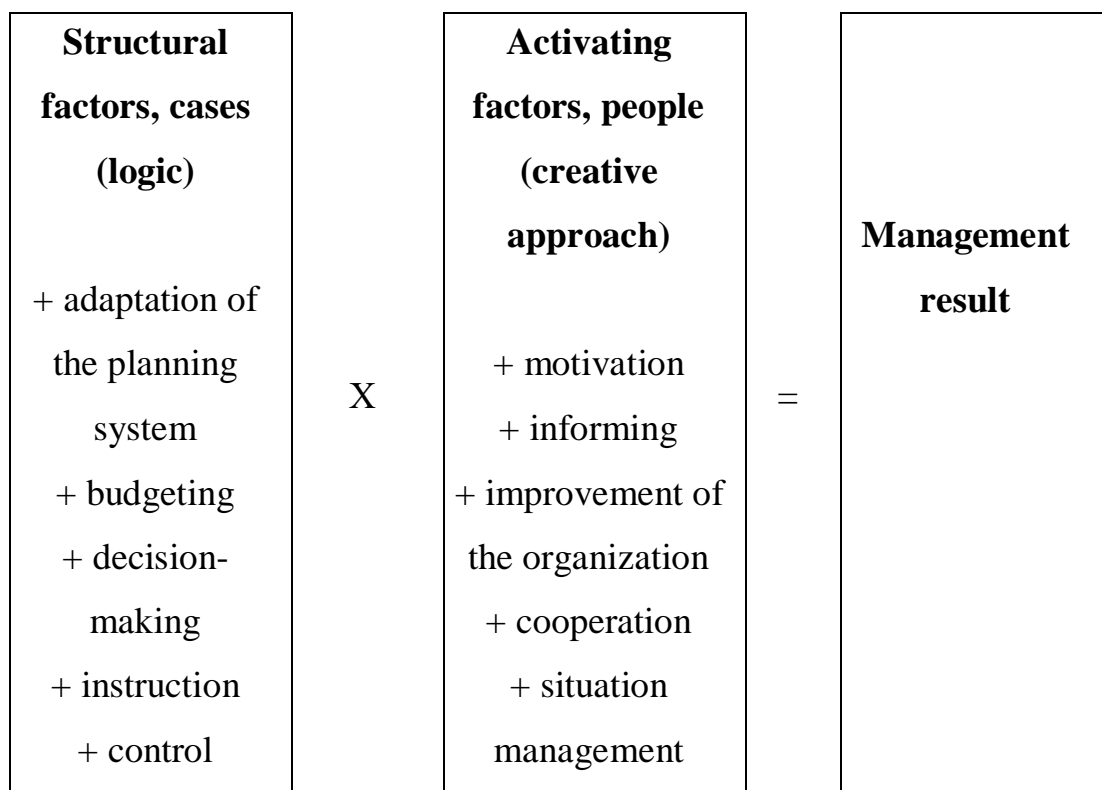 Structural
factors, cases
(logic)
+ adaptation of
the planning
system
+ budgeting
+ decision-
making
+ instruction
+ control
X
Activating
factors, people
(creative
approach)
+ motivation
+ informing
+ improvement of
the organization
+ cooperation
+ situation
management
=
Management
result